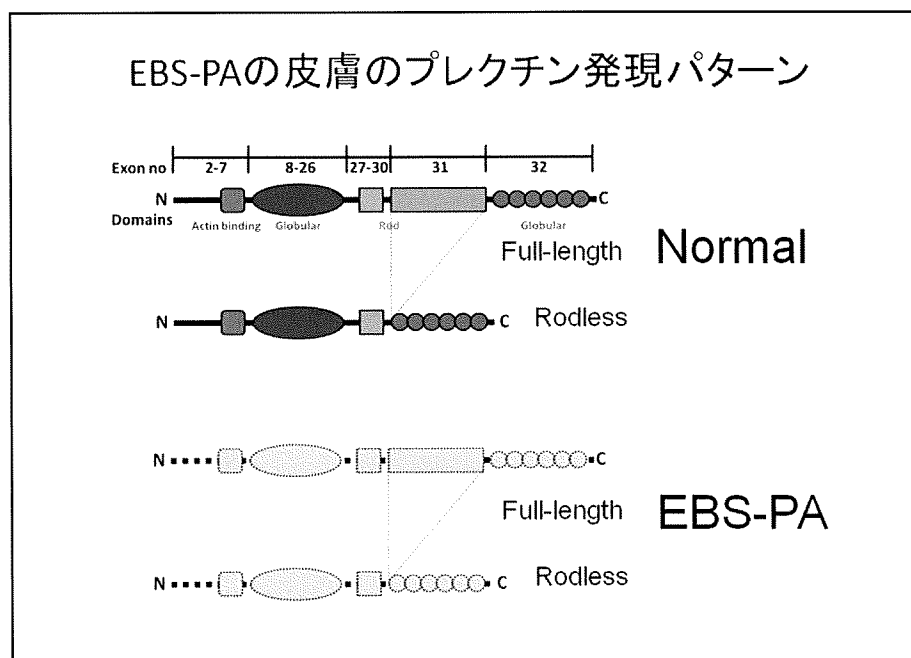 EBS-PAの皮膚のプレクチン発現パターン
Exon no 2-7 8-26 27-30 31 32
N C
Domains Actin binding Globular Rod Globular
Full-length Normal
N C Rodless
N C
Full-length EBS-PA
N C Rodless